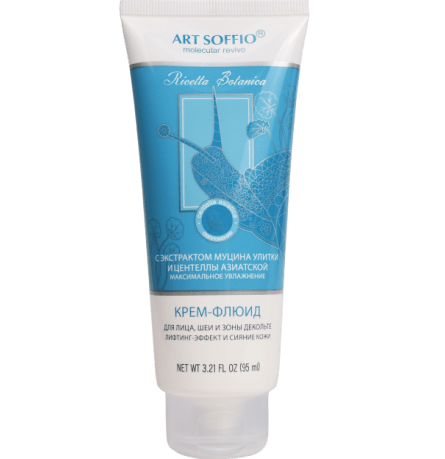 ART SOFFIO®
molecular revivo
Ricetta Botanica
С ЭКСТРАКТОМ МУЦИНА УЛИТКИ
И ЦЕНТЕЛЛЫ АЗИАТСКОЙ
МАКСИМАЛЬНОЕ УВЛАЖНЕНИЕ
КРЕМ-ФЛЮИД
ДЛЯ ЛИЦА, ШЕИ И ЗОНЫ ДЕКОЛЬТЕ
ЛИФТИНГ-ЭФФЕКТ И СИЯНИЕ КОЖИ
NET WT 3.21 FL OZ (95 ml)